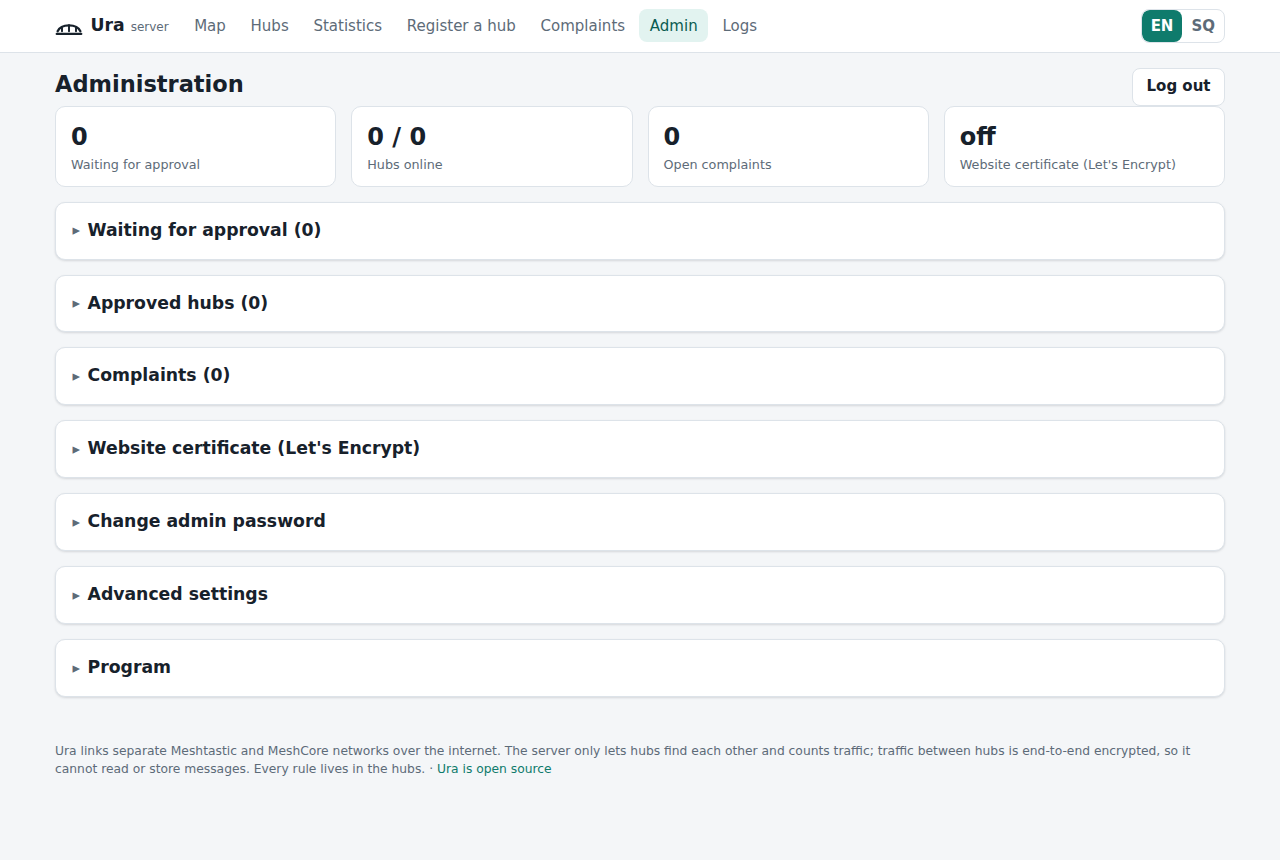 Ura server Map Hubs Statistics Register a hub Complaints Admin Logs EN SQ
Administration
Log out
0
Waiting for approval
0 / 0
Hubs online
0
Open complaints
off
Website certificate (Let's Encrypt)
▸ Waiting for approval (0)
▸ Approved hubs (0)
▸ Complaints (0)
▸ Website certificate (Let's Encrypt)
▸ Change admin password
▸ Advanced settings
▸ Program
Ura links separate Meshtastic and MeshCore networks over the internet. The server only lets hubs find each other and counts traffic; traffic between hubs is end-to-end encrypted, so it
cannot read or store messages. Every rule lives in the hubs. · Ura is open source